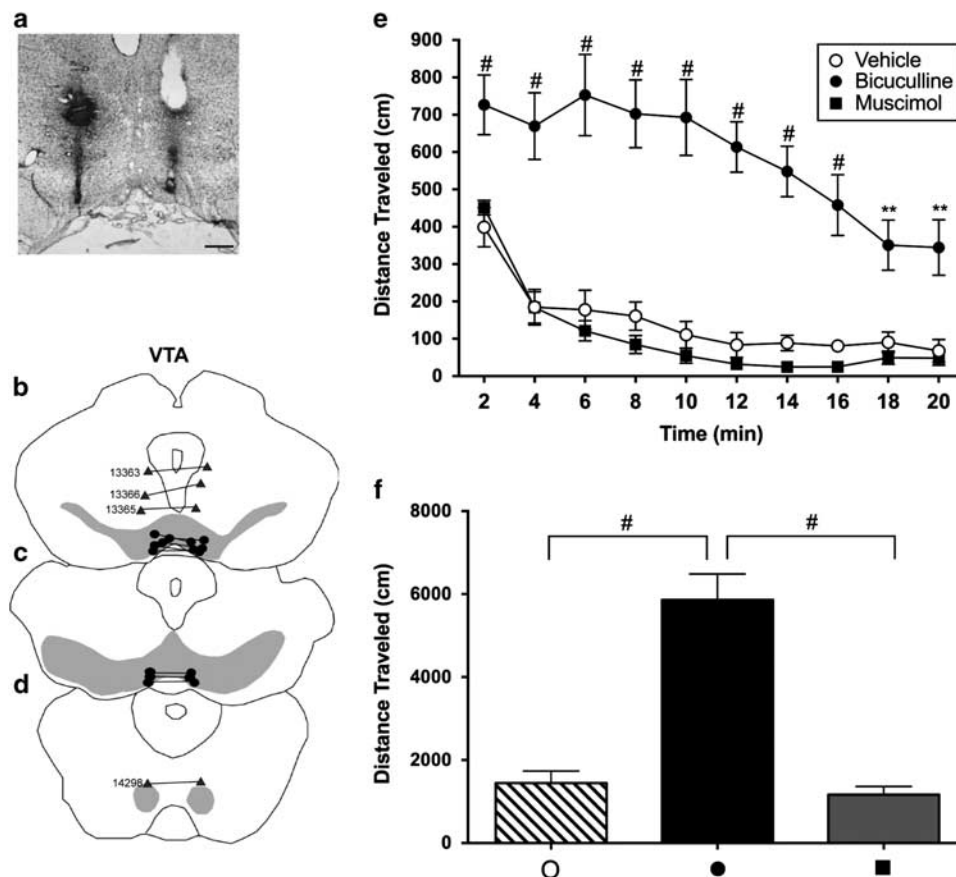 a
VTA
b
13363
13366
13365
c
d
14298
e
900
800
700
600
500
400
300
200
100
0
Distance Traveled (cm)
# # # # # # # # ** **
Vehicle
Bicuculline
Muscimol
2 4 6 8 10 12 14 16 18 20
Time (min)
f
8000
6000
4000
2000
0
Distance Traveled (cm)
# #